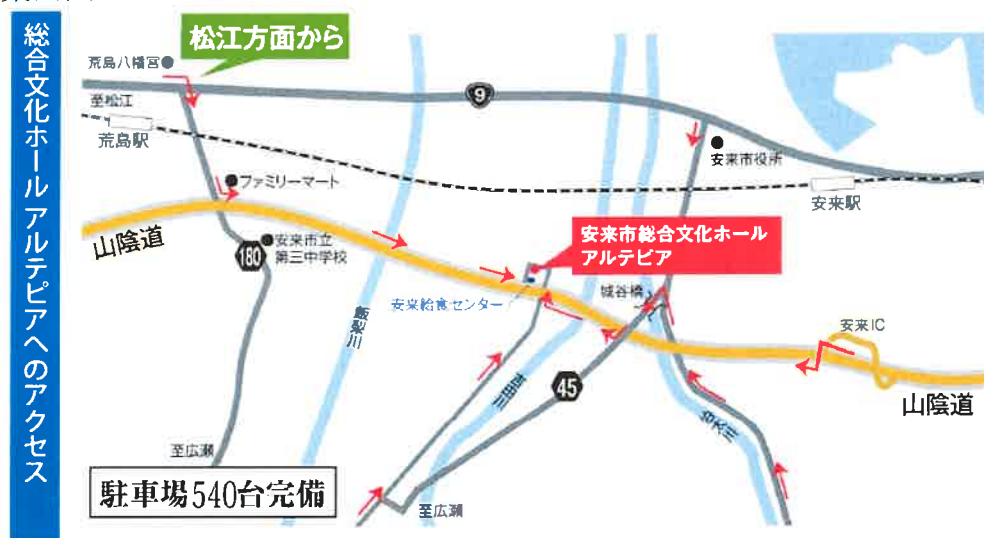 総合文化ホール アルテピアへのアクセス
松江方面から
荒島八幡宮
9
至松江
荒島駅
安来市役所
ファミリーマート
安来駅
山陰道
安来市総合文化ホール
アルテピア
安来市立
第三中学校
180
安来給食センター
城谷橋
飯梨川
安来IC
吉田川
45
伯太川
山陰道
至広瀬
駐車場540台完備
至広瀬